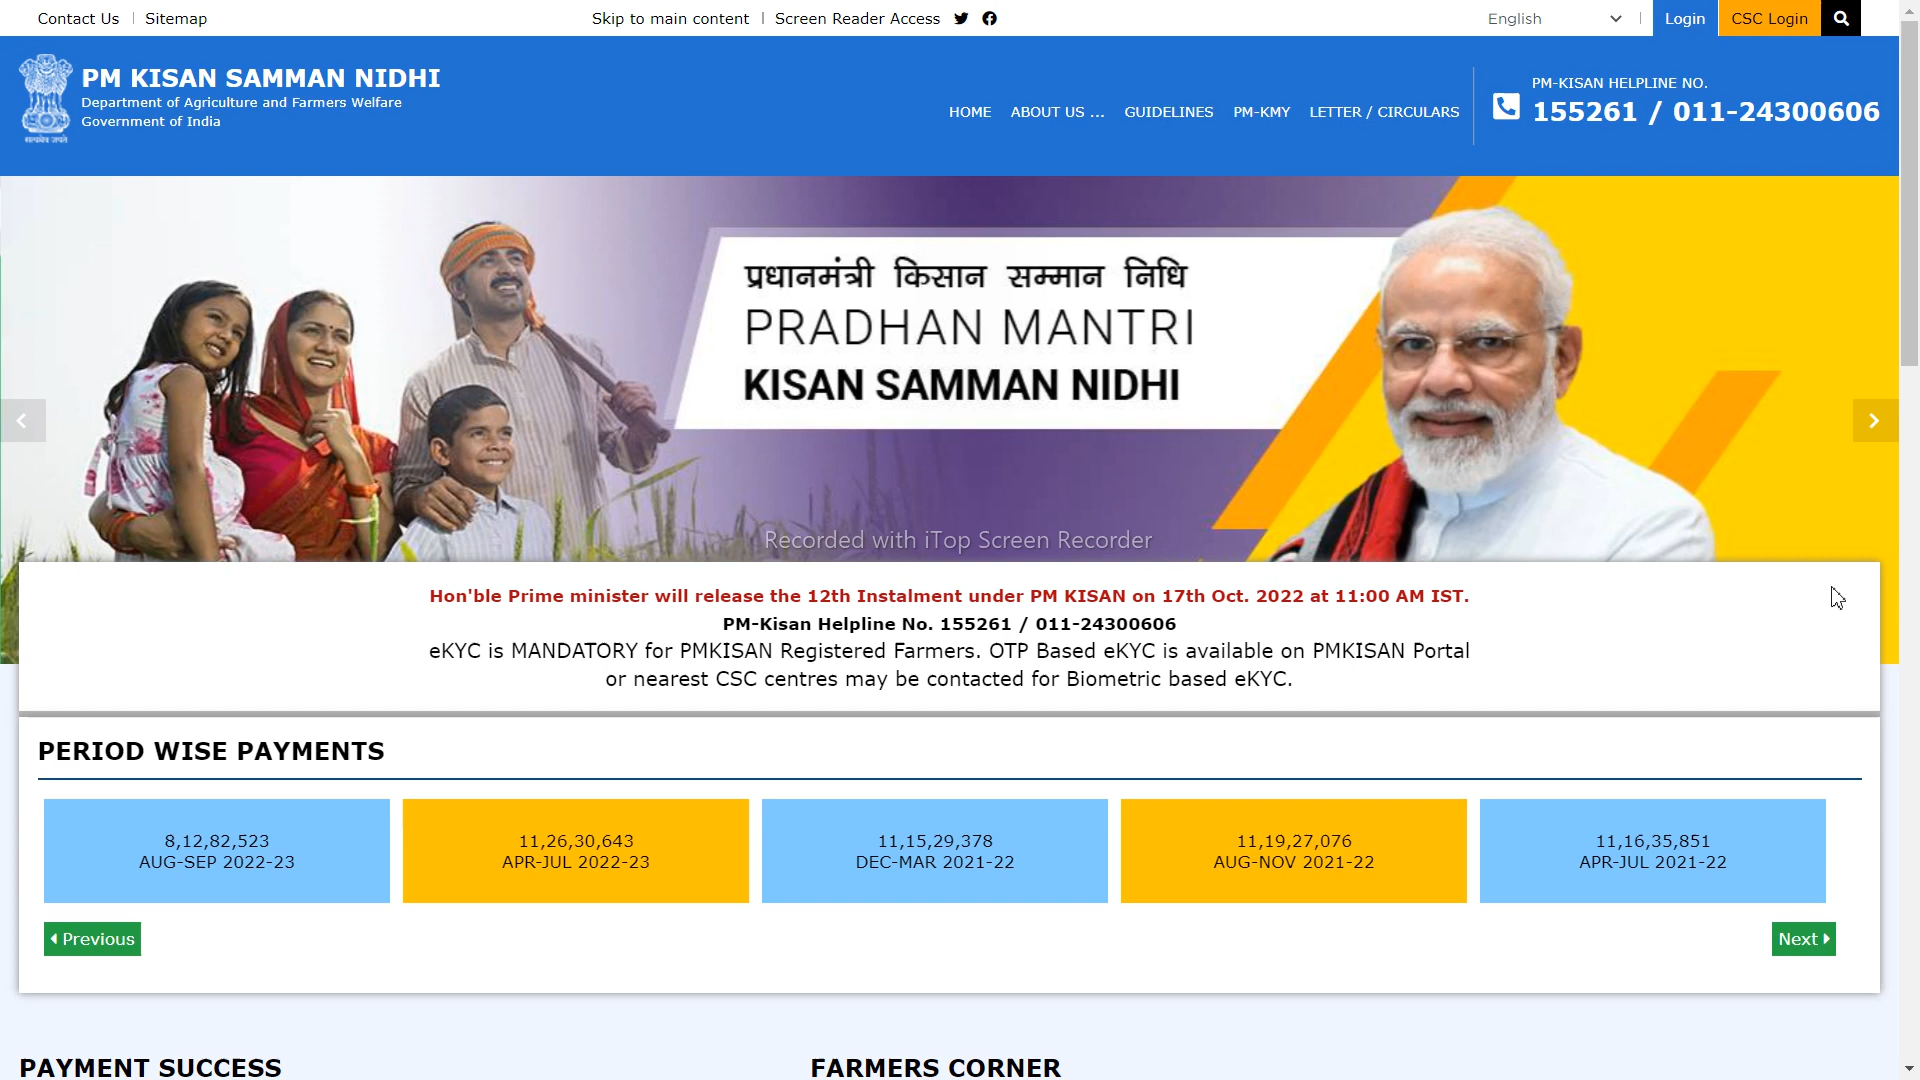 Contact Us | Sitemap
Skip to main content | Screen Reader Access
English
Login
CSC Login
PM KISAN SAMMAN NIDHI
Department of Agriculture and Farmers Welfare
Government of India
सत्यमेव जयते
HOME ABOUT US ... GUIDELINES PM-KMY LETTER / CIRCULARS
PM-KISAN HELPLINE NO.
155261 / 011-24300606
प्रधानमंत्री किसान सम्मान निधि
PRADHAN MANTRI
KISAN SAMMAN NIDHI
Recorded with iTop Screen Recorder
Hon'ble Prime minister will release the 12th Instalment under PM KISAN on 17th Oct. 2022 at 11:00 AM IST.
PM-Kisan Helpline No. 155261 / 011-24300606
eKYC is MANDATORY for PMKISAN Registered Farmers. OTP Based eKYC is available on PMKISAN Portal
or nearest CSC centres may be contacted for Biometric based eKYC.
PERIOD WISE PAYMENTS
8,12,82,523
AUG-SEP 2022-23
11,26,30,643
APR-JUL 2022-23
11,15,29,378
DEC-MAR 2021-22
11,19,27,076
AUG-NOV 2021-22
11,16,35,851
APR-JUL 2021-22
Previous
Next
PAYMENT SUCCESS
FARMERS CORNER